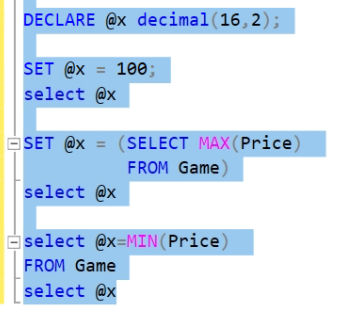 DECLARE @x decimal(16,2);
SET @x = 100;
select @x
SET @x = (SELECT MAX(Price)
FROM Game)
select @x
select @x=MIN(Price)
FROM Game
select @x